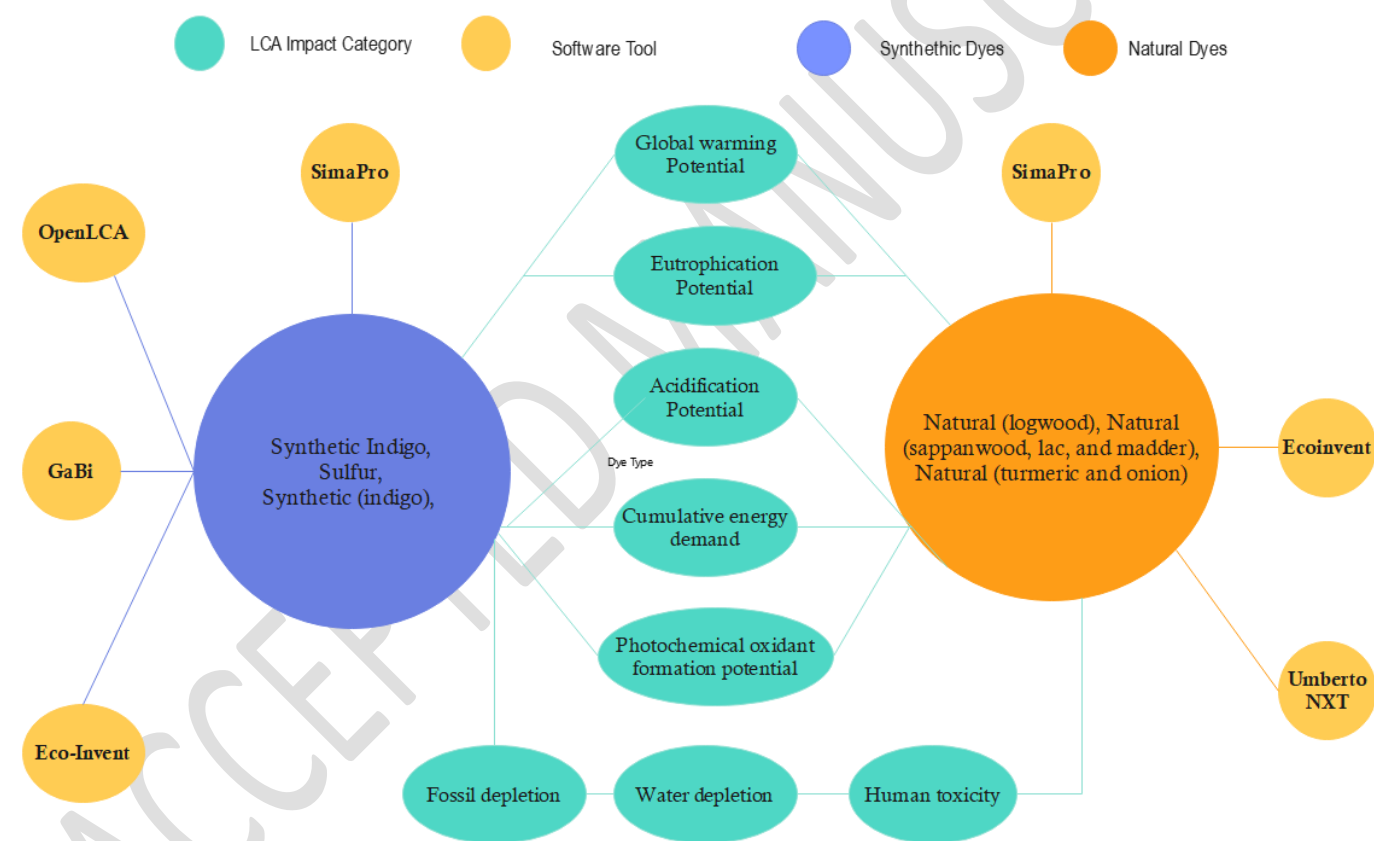 LCA Impact Category
Software Tool
Synthethic Dyes
Natural Dyes
SimaPro
OpenLCA
GaBi
Eco-Invent
Synthetic Indigo,
Sulfur,
Synthetic (indigo),
Global warming
Potential
Eutrophication
Potential
Acidification
Potential
Dye Type
Cumulative energy
demand
Photochemical oxidant
formation potential
Fossil depletion
Water depletion
Human toxicity
SimaPro
Natural (logwood), Natural
(sappanwood, lac, and madder),
Natural (turmeric and onion)
Ecoinvent
Umberto
NXT
ACCEPTED MANUSC